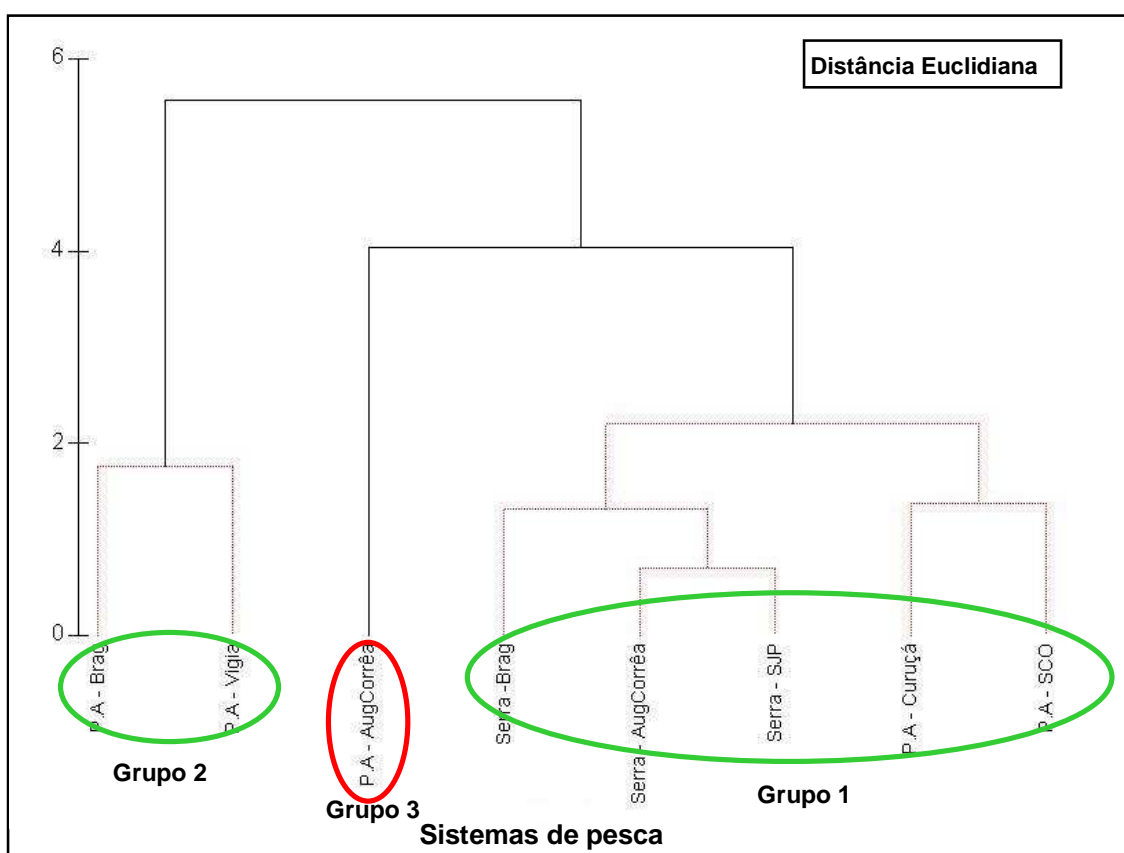 Distância Euclidiana
6
4
2
0
P.A - Brag
P.A - Vigia
P.A - AugCorrêa
Serra -Brag
Serra - AugCorrêa
Serra - SJP
P.A - Curuçá
P.A - SCO
Grupo 2
Grupo 3
Grupo 1
Sistemas de pesca